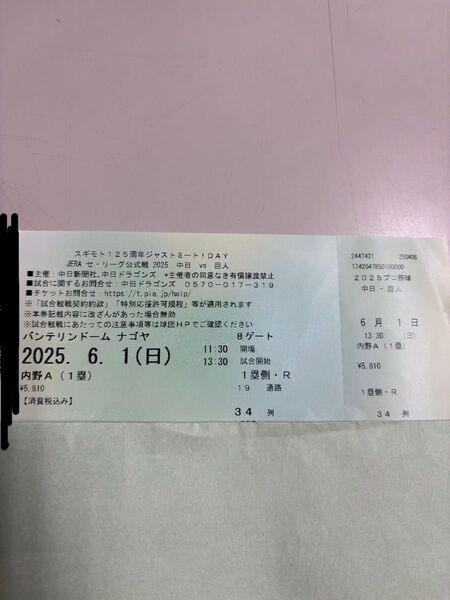 スギモト125周年ジャストミート!DAY
JERA セ・リーグ公式戦 2025 中日 vs 巨人
■主催：中日新聞社、中日ドラゴンズ *主催者の同意なき有償譲渡禁止
■試合に関するお問合せ：中日ドラゴンズ 0570-017-319
■チケットお問合せ：https://t.pia.jp/help/
※「試合観戦契約約款」「特別応援許可規程」等が適用されます
※本券記載内容に改ざんがあった場合無効
※試合観戦にあたっての注意事項等は球団HPでご確認ください
バンテリンドーム ナゴヤ 8ゲート
2025. 6. 1(日) 11:30 開場
13:30 試合開始
内野A(1塁) 1塁側・R
¥5,810 19 通路
【消費税込み】
34 列
2447431 250406
1742047850100000
2025プロ野球
中日－巨人
6月 1日
13:30 (日)
内野A(1塁)
¥5,810
1塁側・R
34 列